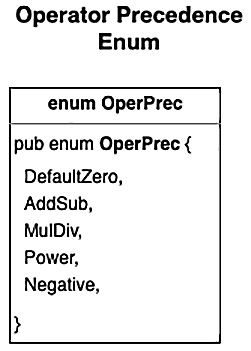 Operator Precedence
Enum
enum OperPrec
pub enum OperPrec {
DefaultZero,
AddSub,
MulDiv,
Power,
Negative,
}